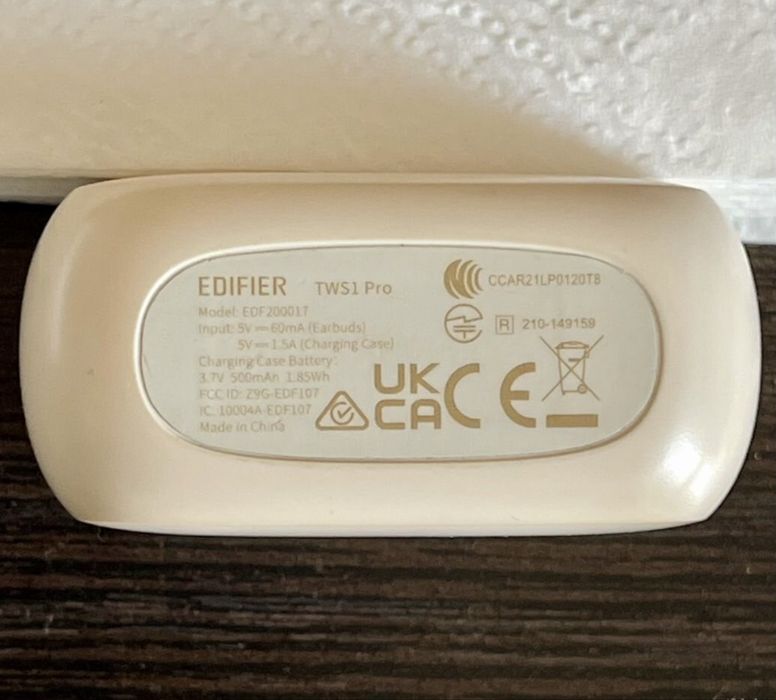 EDIFIER TWS1 Pro
Model: EDF200017
Input: 5V⎓60mA (Earbuds)
5V⎓1.5A (Charging Case)
Charging Case Battery:
3.7V 500mAh 1.85Wh
FCC ID: Z9G-EDF107
IC: 10004A-EDF107
Made in China
CCAR21LP0120T8
R 210-149159
UK
CA
CE